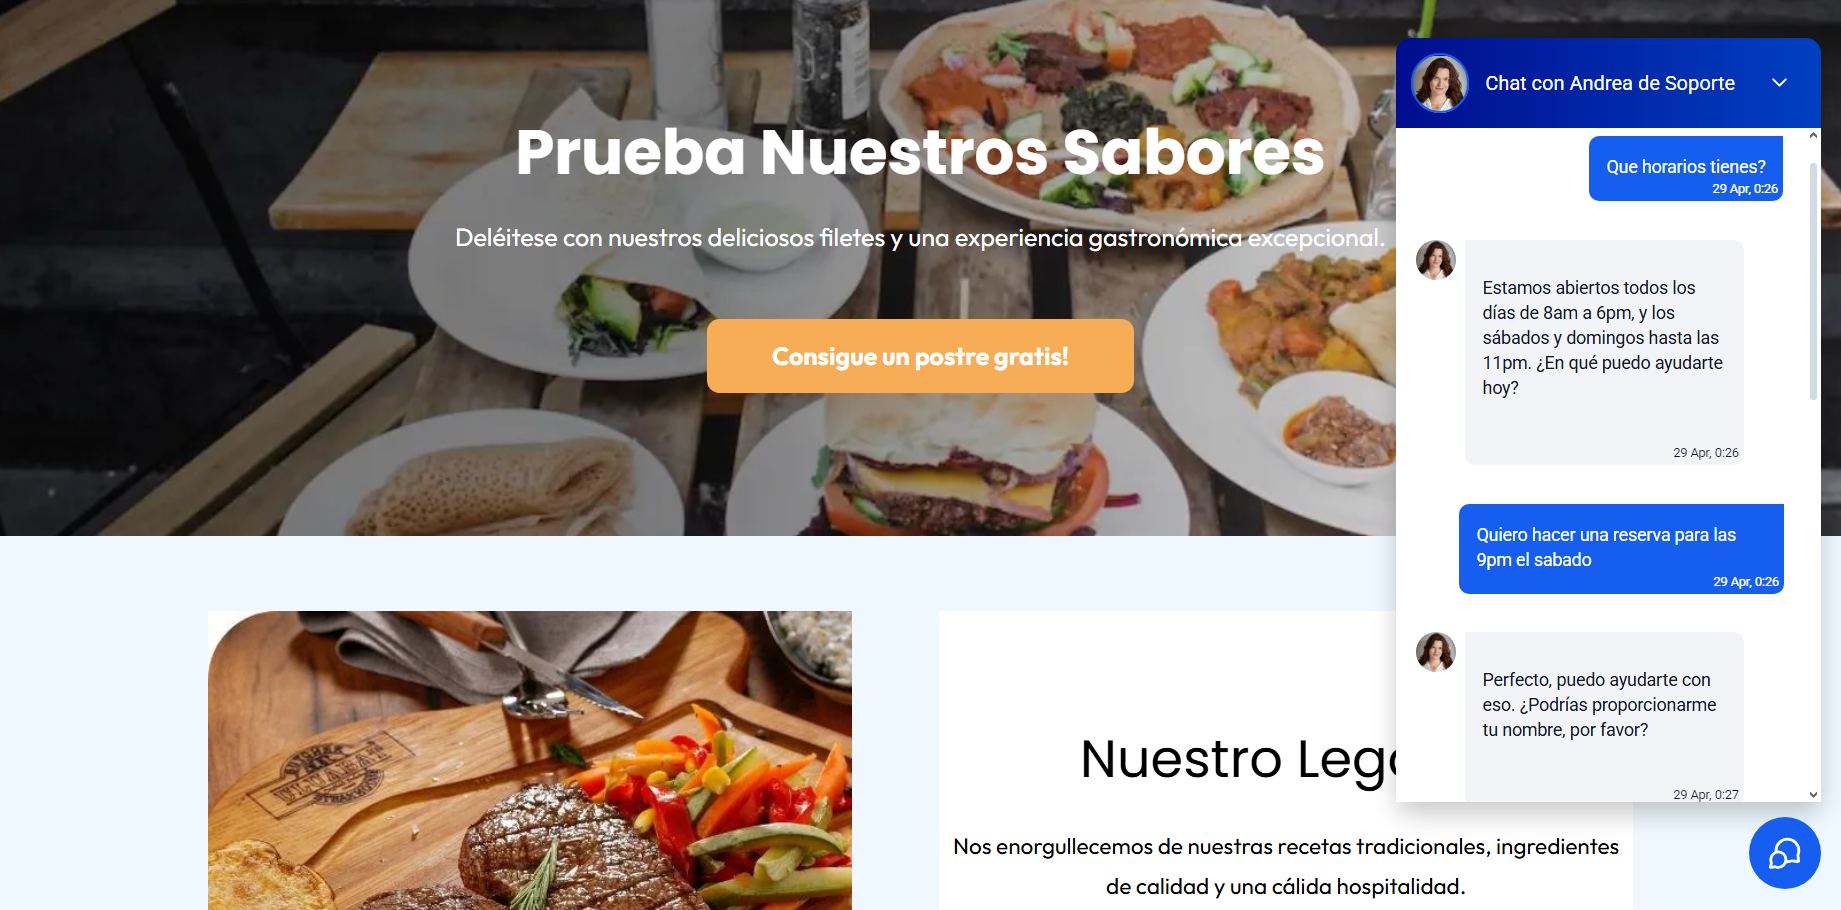 Prueba Nuestros Sabores
Deléitese con nuestros deliciosos filetes y una experiencia gastronómica excepcional.
Consigue un postre gratis!
Nuestro Lega
Nos enorgullecemos de nuestras recetas tradicionales, ingredientes
de calidad y una cálida hospitalidad.
Chat con Andrea de Soporte
Que horarios tienes?
29 Apr, 0:26
Estamos abiertos todos los
días de 8am a 6pm, y los
sábados y domingos hasta las
11pm. ¿En qué puedo ayudarte
hoy?
29 Apr, 0:26
Quiero hacer una reserva para las
9pm el sabado
29 Apr, 0:26
Perfecto, puedo ayudarte con
eso. ¿Podrías proporcionarme
tu nombre, por favor?
29 Apr, 0:27